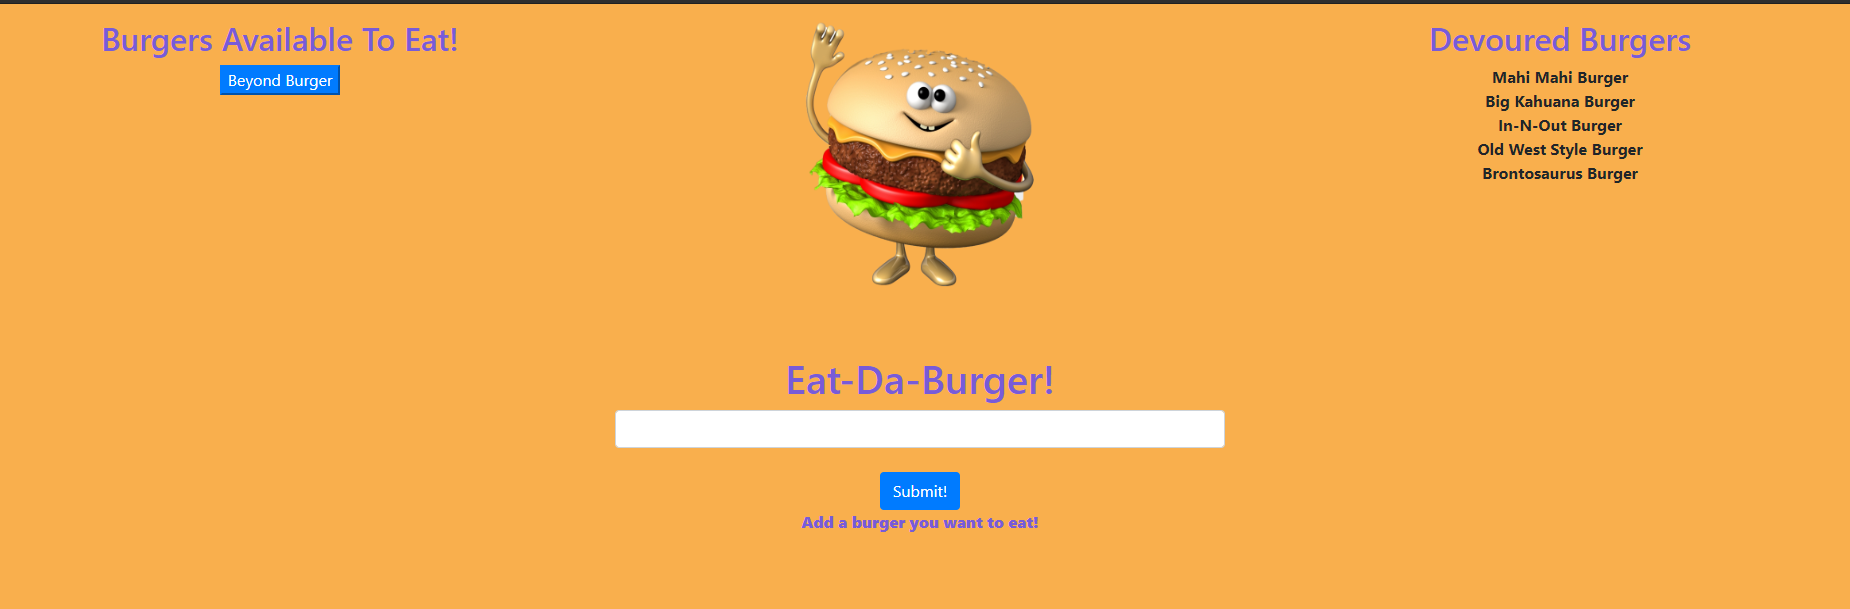 Burgers Available To Eat!
Beyond Burger
Devoured Burgers
Mahi Mahi Burger
Big Kahuana Burger
In-N-Out Burger
Old West Style Burger
Brontosaurus Burger
Eat-Da-Burger!
Submit!
Add a burger you want to eat!